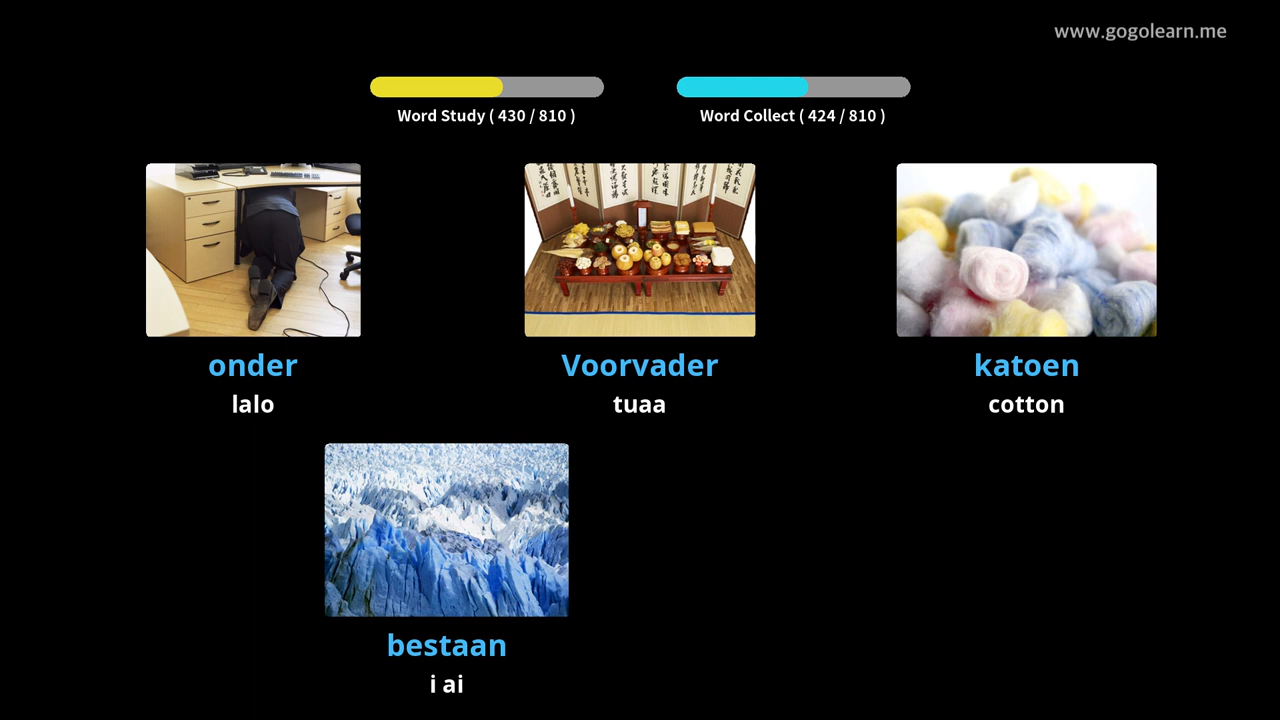 www.gogolearn.me
Word Study ( 430 / 810 )
Word Collect ( 424 / 810 )
onder
lalo
Voorvader
tuaa
katoen
cotton
bestaan
i ai